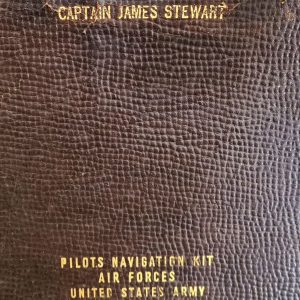 CAPTAIN JAMES STEWART
PILOTS NAVIGATION KIT
AIR FORCES
UNITED STATES ARMY